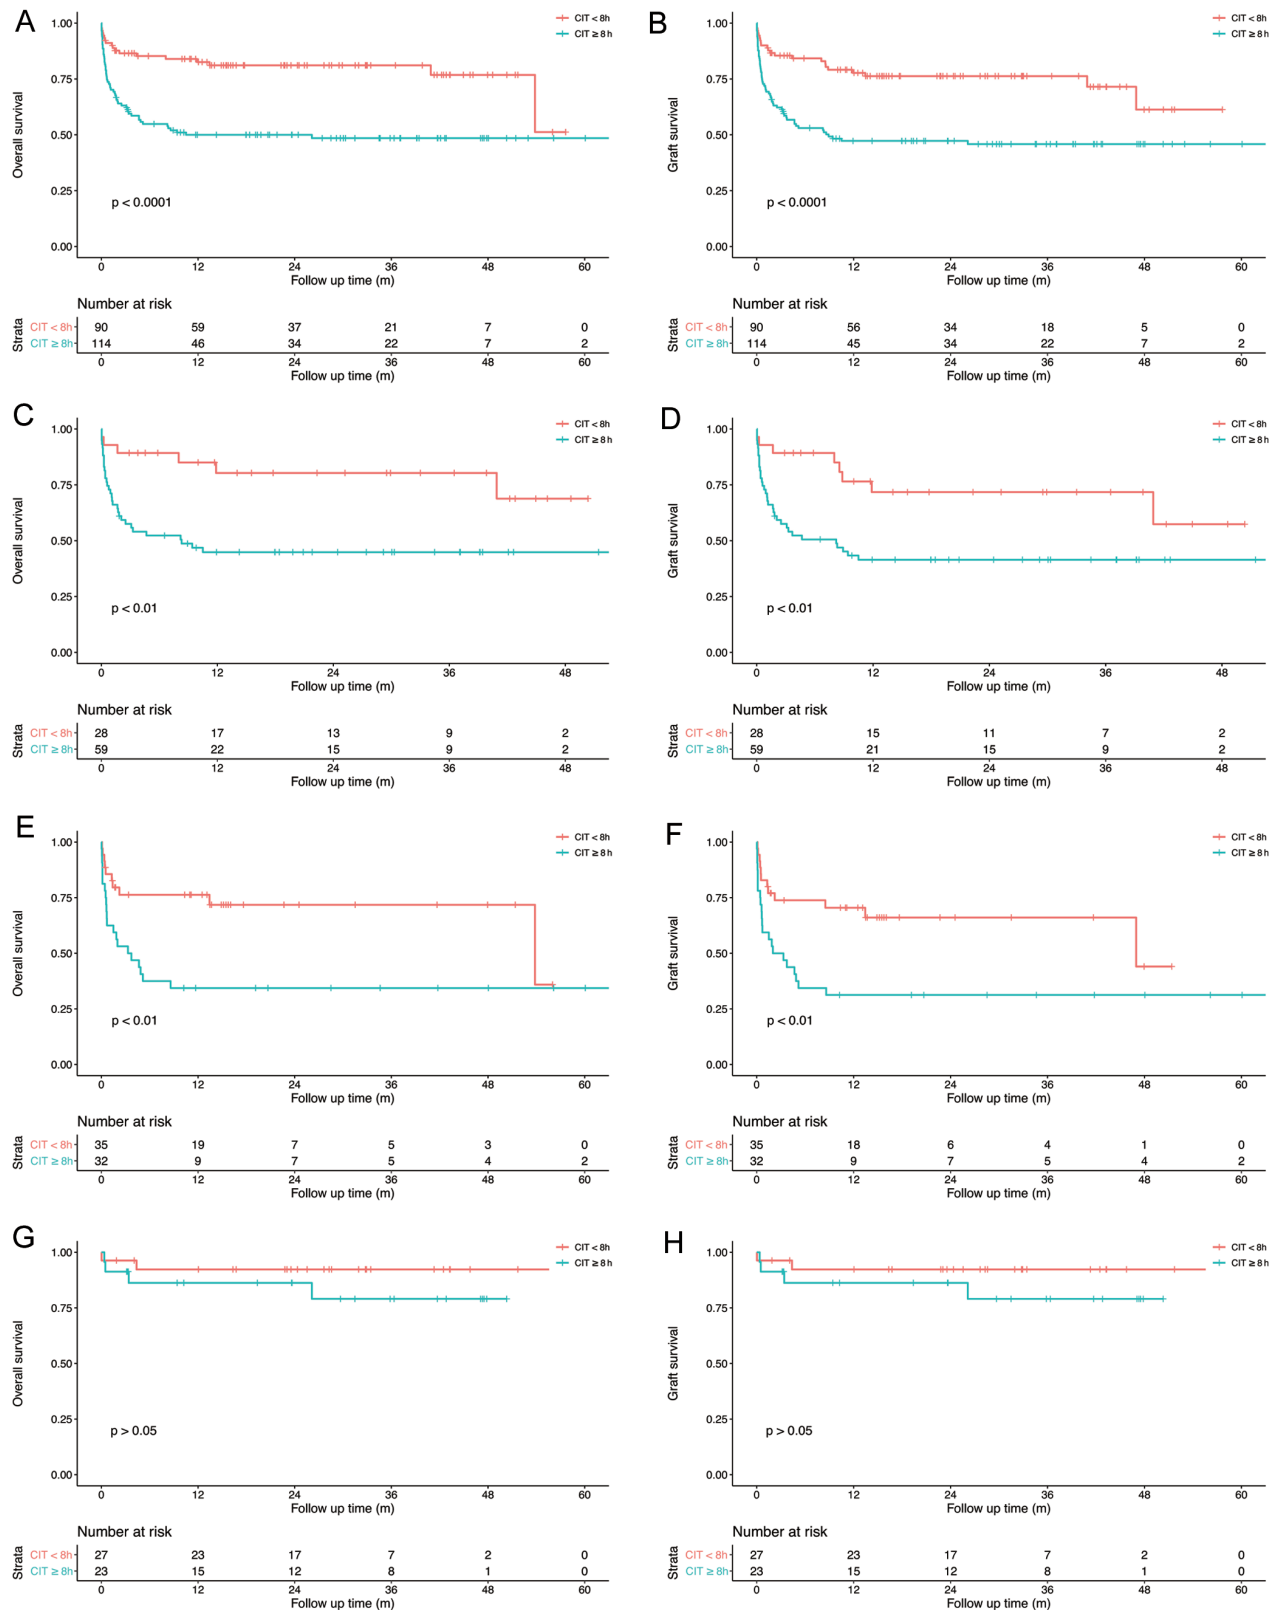 A
1.00
0.75
0.50
0.25
0.00
Overall survival
CIT < 8h
CIT ≥ 8 h
p < 0.0001
0 12 24 36 48 60
Follow up time (m)
Number at risk
Strata
CIT < 8h 90 59 37 21 7 0
CIT ≥ 8h 114 46 34 22 7 2
0 12 24 36 48 60
Follow up time (m)
B
1.00
0.75
0.50
0.25
0.00
Graft survival
CIT < 8h
CIT ≥ 8 h
p < 0.0001
0 12 24 36 48 60
Follow up time (m)
Number at risk
Strata
CIT < 8h 90 56 34 18 5 0
CIT ≥ 8h 114 45 34 22 7 2
0 12 24 36 48 60
Follow up time (m)
C
1.00
0.75
0.50
0.25
0.00
Overall survival
CIT < 8h
CIT ≥ 8 h
p < 0.01
0 12 24 36 48
Follow up time (m)
Number at risk
Strata
CIT < 8h 28 17 13 9 2
CIT ≥ 8h 59 22 15 9 2
0 12 24 36 48
Follow up time (m)
D
1.00
0.75
0.50
0.25
0.00
Graft survival
CIT < 8h
CIT ≥ 8 h
p < 0.01
0 12 24 36 48
Follow up time (m)
Number at risk
Strata
CIT < 8h 28 15 11 7 2
CIT ≥ 8h 59 21 15 9 2
0 12 24 36 48
Follow up time (m)
E
1.00
0.75
0.50
0.25
0.00
Overall survival
CIT < 8h
CIT ≥ 8 h
p < 0.01
0 12 24 36 48 60
Follow up time (m)
Number at risk
Strata
CIT < 8h 35 19 7 5 3 0
CIT ≥ 8h 32 9 7 5 4 2
0 12 24 36 48 60
Follow up time (m)
F
1.00
0.75
0.50
0.25
0.00
Graft survival
CIT < 8h
CIT ≥ 8 h
p < 0.01
0 12 24 36 48 60
Follow up time (m)
Number at risk
Strata
CIT < 8h 35 18 6 4 1 0
CIT ≥ 8h 32 9 7 5 4 2
0 12 24 36 48 60
Follow up time (m)
G
1.00
0.75
0.50
0.25
0.00
Overall survival
CIT < 8h
CIT ≥ 8 h
p > 0.05
0 12 24 36 48 60
Follow up time (m)
Number at risk
Strata
CIT < 8h 27 23 17 7 2 0
CIT ≥ 8h 23 15 12 8 1 0
0 12 24 36 48 60
Follow up time (m)
H
1.00
0.75
0.50
0.25
0.00
Graft survival
CIT < 8h
CIT ≥ 8 h
p > 0.05
0 12 24 36 48 60
Follow up time (m)
Number at risk
Strata
CIT < 8h 27 23 17 7 2 0
CIT ≥ 8h 23 15 12 8 1 0
0 12 24 36 48 60
Follow up time (m)